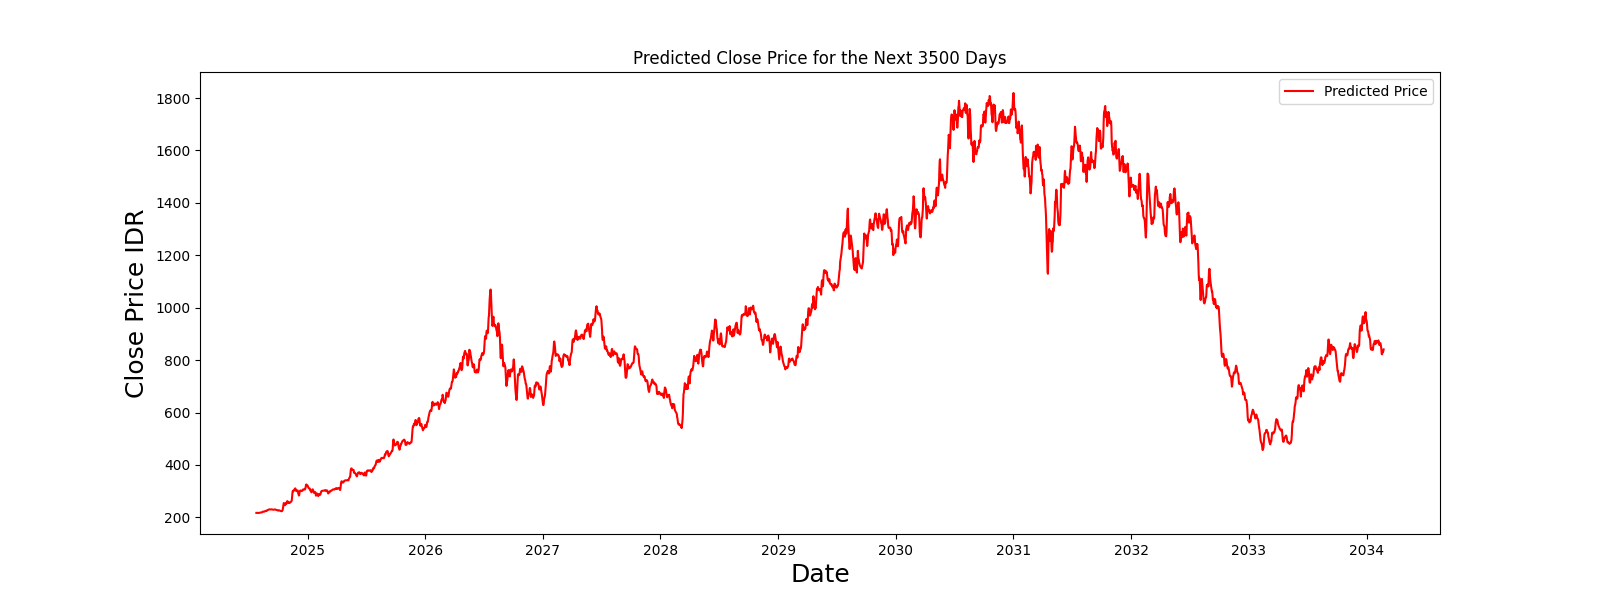 Predicted Close Price for the Next 3500 Days
Predicted Price
Close Price IDR
1800
1600
1400
1200
1000
800
600
400
200
2025 2026 2027 2028 2029 2030 2031 2032 2033 2034
Date